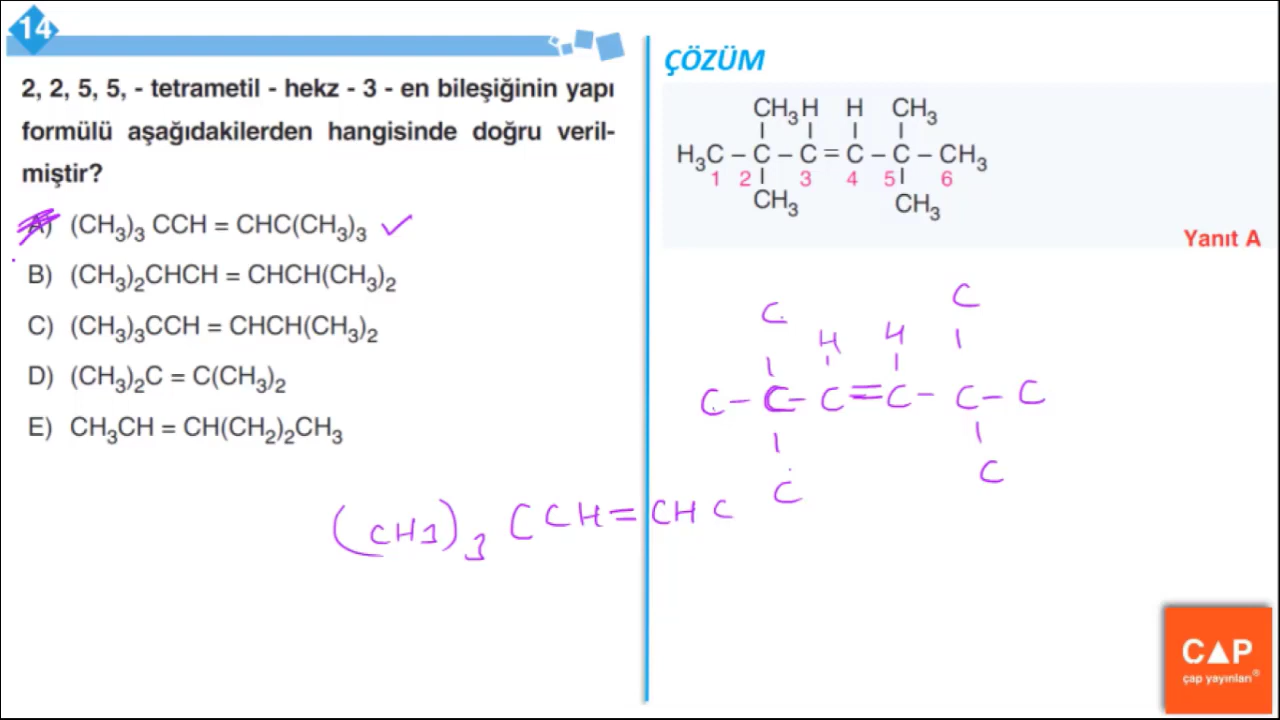 14
2, 2, 5, 5, - tetrametil - hekz - 3 - en bileşiğinin yapı
formülü aşağıdakilerden hangisinde doğru veril-
miştir?
A) (CH₃)₃ CCH = CHC(CH₃)₃ ✓
B) (CH₃)₂CHCH = CHCH(CH₃)₂
C) (CH₃)₃CCH = CHCH(CH₃)₂
D) (CH₃)₂C = C(CH₃)₂
E) CH₃CH = CH(CH₂)₂CH₃
(CH3)₃ CCH = CH C
ÇÖZÜM
CH₃ H H CH₃
H₃C – C – C = C – C – CH₃
1 2 3 4 5 6
CH₃ CH₃
Yanıt A
C C
H H
C – C – C = C – C – C
C C
CAP
çap yayınları®